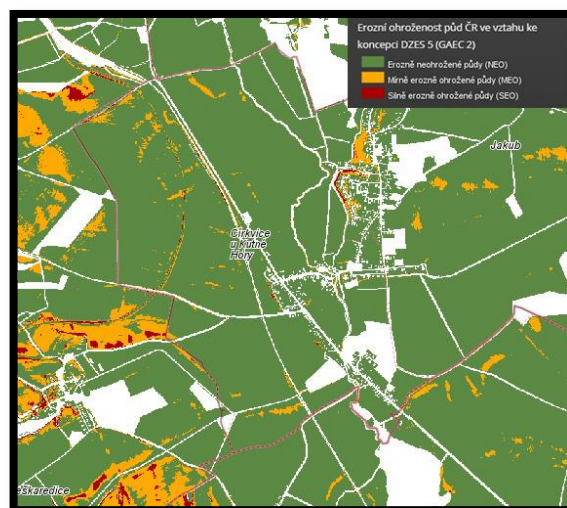 Erozní ohroženost půd ČR ve vztahu ke
koncepci DZES 5 (GAEC 2)
Erozně neohrožené půdy (NEO)
Mírně erozně ohrožené půdy (MEO)
Silně erozně ohrožené půdy (SEO)
Jakub
Církvice
u Kutné
Hory
eskaredice